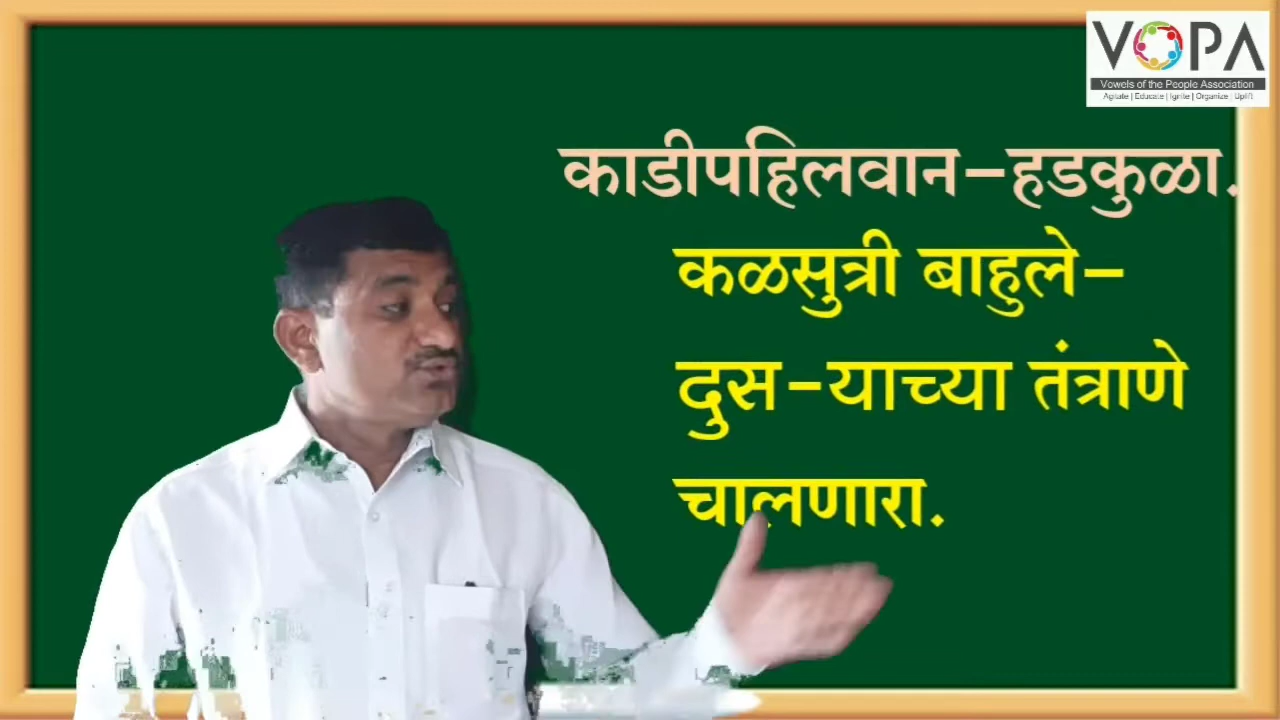 VOPA
Vowels of the People Association
Agitate | Educate | Ignite | Organize | Uplift
काडीपहिलवान-हडकुळा.
कळसुत्री बाहुले-
दुस-याच्या तंत्राणे
चालणारा.